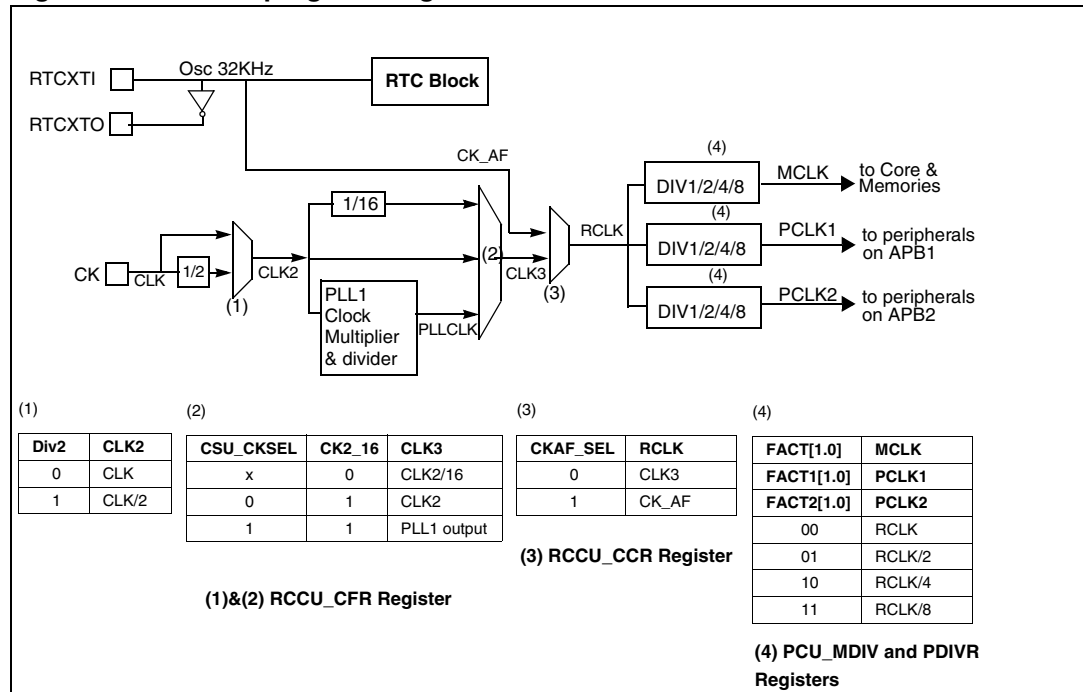 RTCXTI
Osc 32KHz
RTC Block
RTCXTO
CK_AF
(4)
DIV1/2/4/8
MCLK
to Core &
Memories
1/16
(4)
RCLK
DIV1/2/4/8
PCLK1
to peripherals
on APB1
(2)
CLK3
(3)
CK
CLK
1/2
CLK2
(1)
PLL1
Clock
Multiplier
& divider
PLLCLK
(4)
DIV1/2/4/8
PCLK2
to peripherals
on APB2
(1)
Div2 CLK2
0 CLK
1 CLK/2
(2)
CSU_CKSEL CK2_16 CLK3
x 0 CLK2/16
0 1 CLK2
1 1 PLL1 output
(1)&(2) RCCU_CFR Register
(3)
CKAF_SEL RCLK
0 CLK3
1 CK_AF
(3) RCCU_CCR Register
(4)
FACT[1.0] MCLK
FACT1[1.0] PCLK1
FACT2[1.0] PCLK2
00 RCLK
01 RCLK/2
10 RCLK/4
11 RCLK/8
(4) PCU_MDIV and PDIVR
Registers